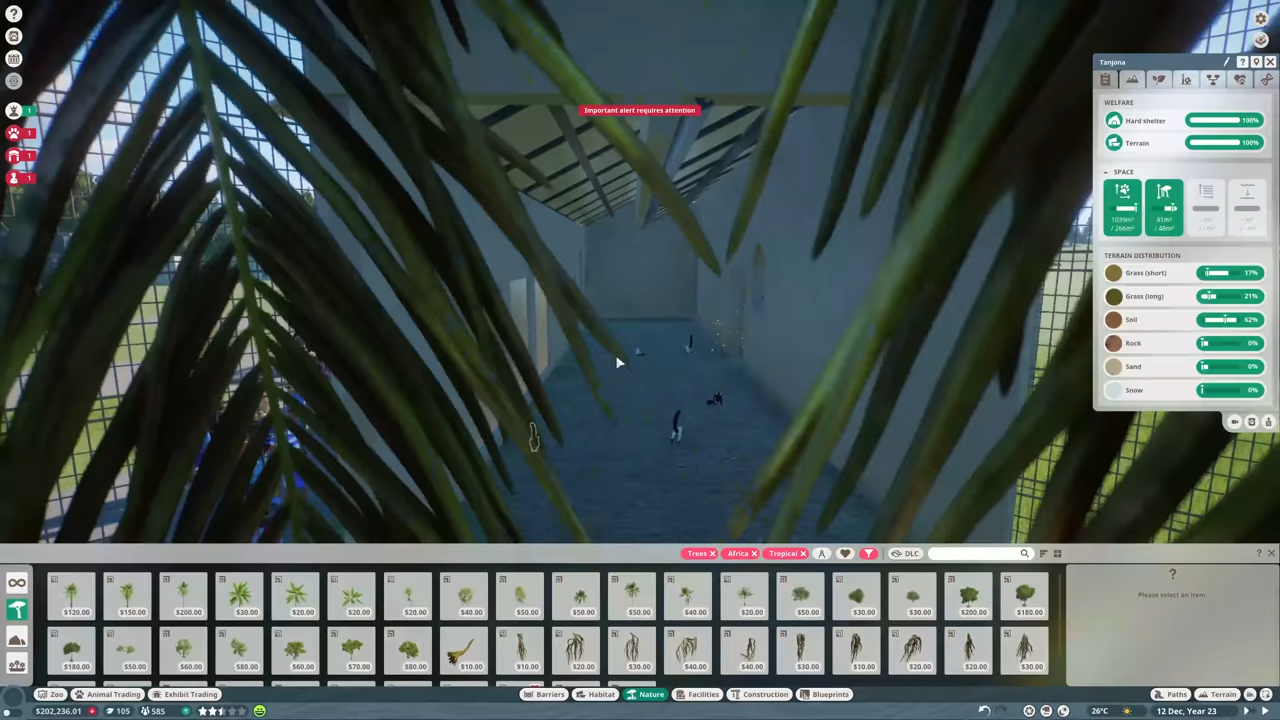 Important alert requires attention
1
1
1
1
Tanjona
WELFARE
Hard shelter 100%
Terrain 100%
SPACE
1039m² / 266m²
81m² / 48m²
TERRAIN DISTRIBUTION
Grass (short) 17%
Grass (long) 21%
Soil 62%
Rock 0%
Sand 0%
Snow 0%
Trees Africa Tropical DLC
$120.00 $150.00 $200.00 $30.00 $20.00 $20.00 $20.00 $40.00 $50.00 $50.00 $50.00 $40.00 $20.00 $50.00 $30.00 $30.00 $200.00 $180.00
$180.00 $50.00 $60.00 $80.00 $60.00 $70.00 $80.00 $10.00 $10.00 $20.00 $30.00 $40.00 $40.00 $30.00 $10.00 $20.00 $20.00 $30.00
Please select an item
Zoo Animal Trading Exhibit Trading Barriers Habitat Nature Facilities Construction Blueprints Paths Terrain
$202,236.01 105 585 26°C 12 Dec, Year 23